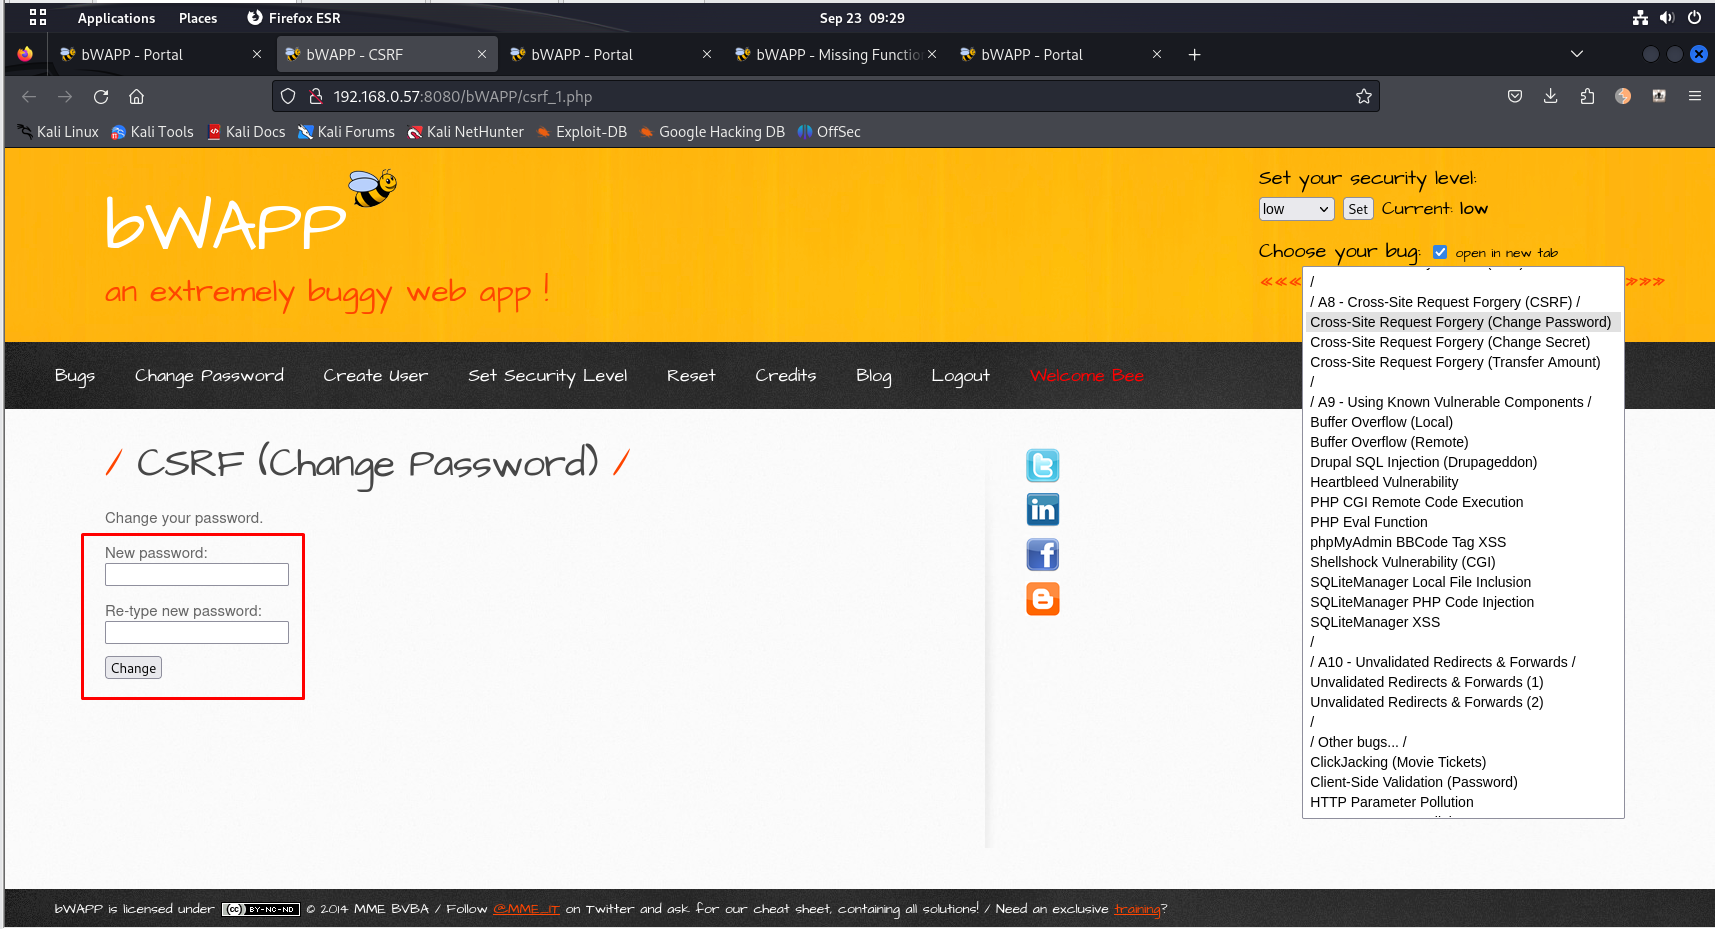 Applications Places Firefox ESR Sep 23 09:29
bWAPP - Portal bWAPP - CSRF bWAPP - Portal bWAPP - Missing Functio bWAPP - Portal
192.168.0.57:8080/bWAPP/csrf_1.php
Kali Linux Kali Tools Kali Docs Kali Forums Kali NetHunter Exploit-DB Google Hacking DB OffSec
bWAPP
an extremely buggy web app !
Set your security level:
low Set Current: low
Choose your bug: open in new tab
/
/ A8 - Cross-Site Request Forgery (CSRF) /
Cross-Site Request Forgery (Change Password)
Cross-Site Request Forgery (Change Secret)
Cross-Site Request Forgery (Transfer Amount)
/
/ A9 - Using Known Vulnerable Components /
Buffer Overflow (Local)
Buffer Overflow (Remote)
Drupal SQL Injection (Drupageddon)
Heartbleed Vulnerability
PHP CGI Remote Code Execution
PHP Eval Function
phpMyAdmin BBCode Tag XSS
Shellshock Vulnerability (CGI)
SQLiteManager Local File Inclusion
SQLiteManager PHP Code Injection
SQLiteManager XSS
/
/ A10 - Unvalidated Redirects & Forwards /
Unvalidated Redirects & Forwards (1)
Unvalidated Redirects & Forwards (2)
/
/ Other bugs... /
ClickJacking (Movie Tickets)
Client-Side Validation (Password)
HTTP Parameter Pollution
Bugs Change Password Create User Set Security Level Reset Credits Blog Logout Welcome Bee
/ CSRF (Change Password) /
Change your password.
New password:
Re-type new password:
Change
bWAPP is licensed under (cc) BY-NC-ND © 2014 MME BVBA / Follow @MME_IT on Twitter and ask for our cheat sheet, containing all solutions! / Need an exclusive training?